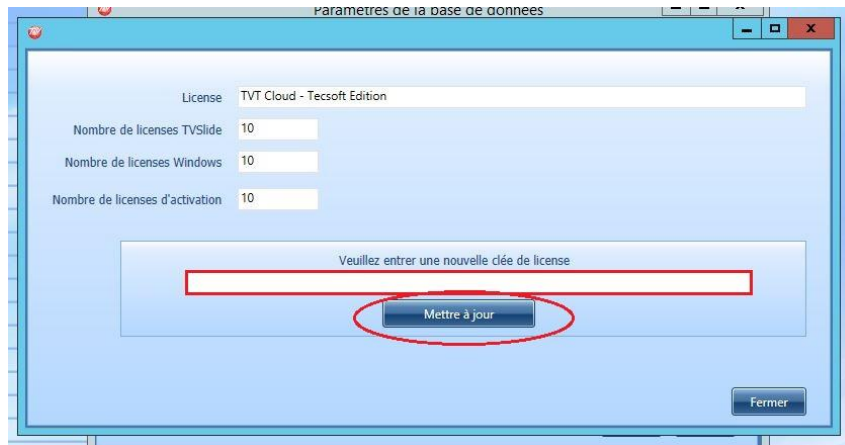 Paramètres de la base de données
License
TVT Cloud - Tecsoft Edition
Nombre de licenses TVSlide
10
Nombre de licenses Windows
10
Nombre de licenses d'activation
10
Veuillez entrer une nouvelle clée de license
Mettre à jour
Fermer